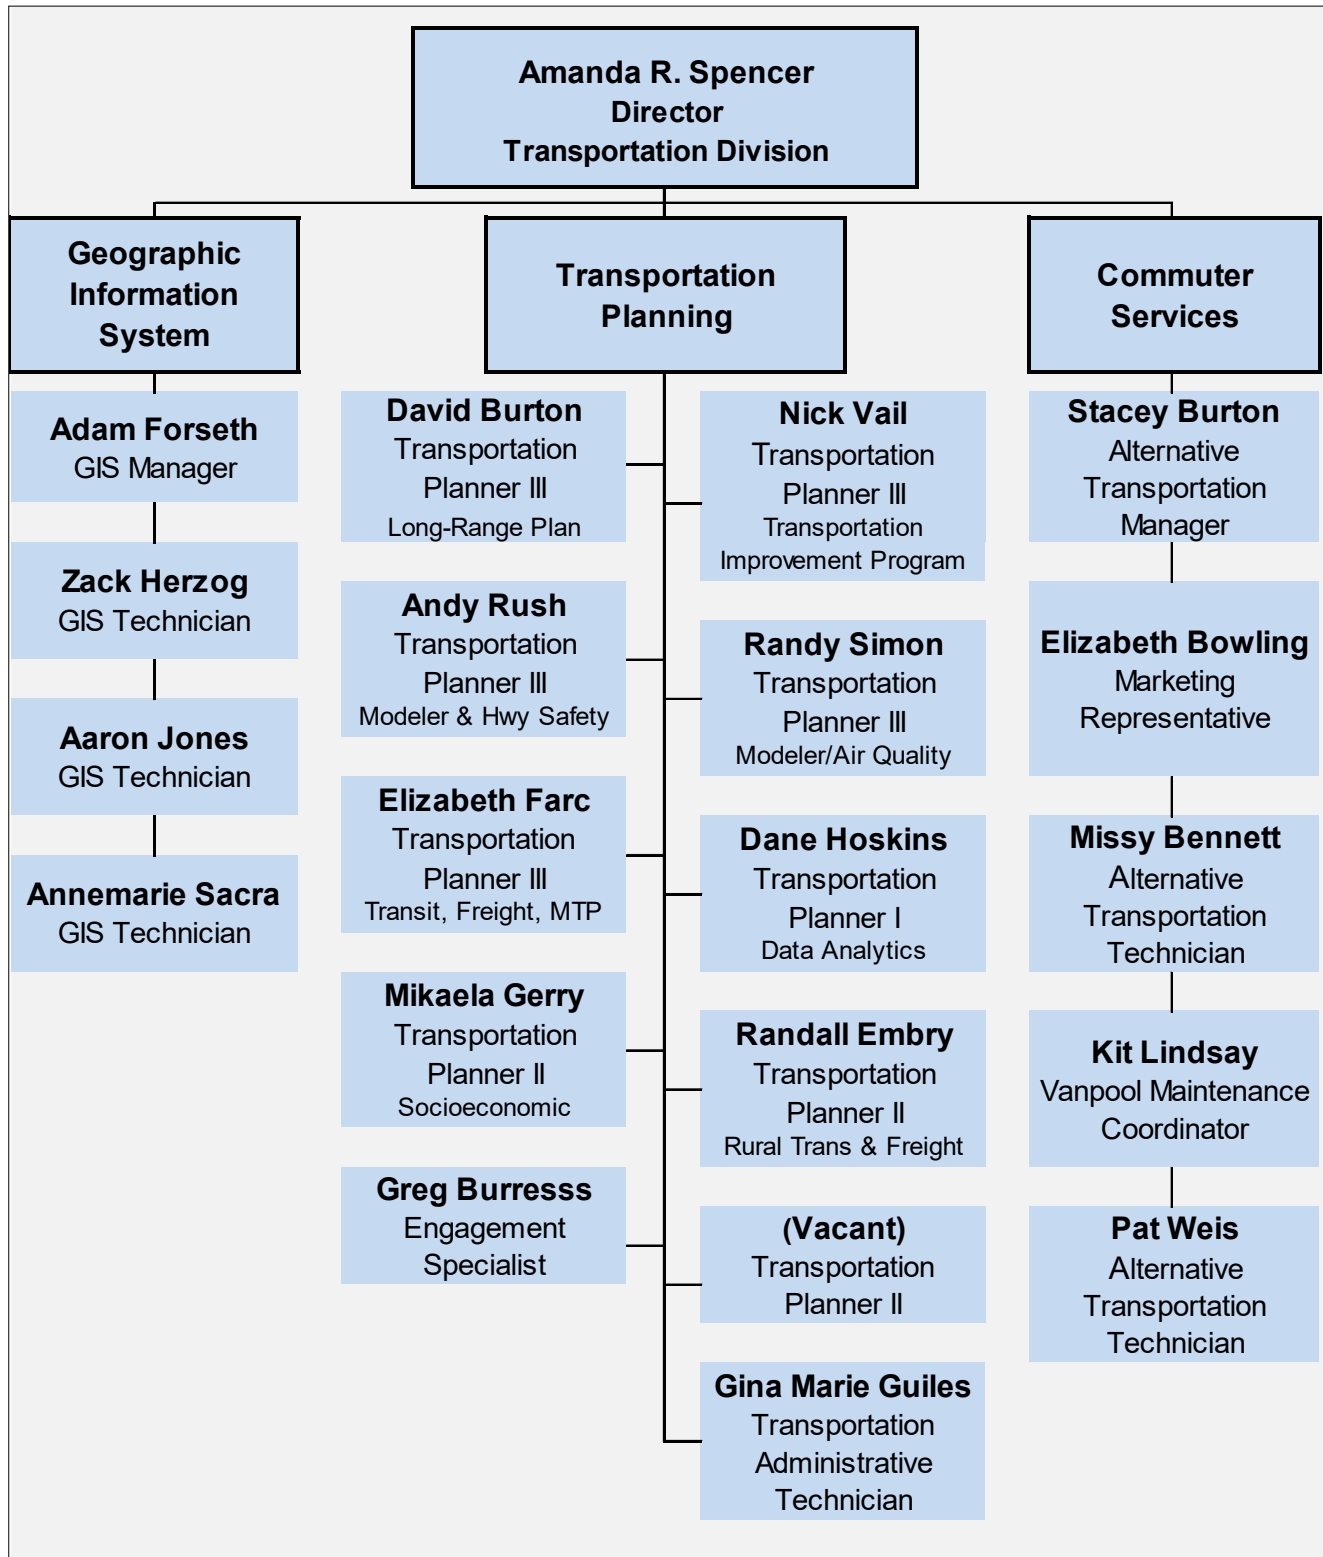 Amanda R. Spencer
Director
Transportation Division
Geographic
Information
System
Adam Forseth
GIS Manager
Zack Herzog
GIS Technician
Aaron Jones
GIS Technician
Annemarie Sacra
GIS Technician
Transportation
Planning
David Burton
Transportation
Planner III
Long-Range Plan
Andy Rush
Transportation
Planner III
Modeler & Hwy Safety
Elizabeth Farc
Transportation
Planner III
Transit, Freight, MTP
Mikaela Gerry
Transportation
Planner II
Socioeconomic
Greg Burresss
Engagement
Specialist
Nick Vail
Transportation
Planner III
Transportation
Improvement Program
Randy Simon
Transportation
Planner III
Modeler/Air Quality
Dane Hoskins
Transportation
Planner I
Data Analytics
Randall Embry
Transportation
Planner II
Rural Trans & Freight
(Vacant)
Transportation
Planner II
Gina Marie Guiles
Transportation
Administrative
Technician
Commuter
Services
Stacey Burton
Alternative
Transportation
Manager
Elizabeth Bowling
Marketing
Representative
Missy Bennett
Alternative
Transportation
Technician
Kit Lindsay
Vanpool Maintenance
Coordinator
Pat Weis
Alternative
Transportation
Technician